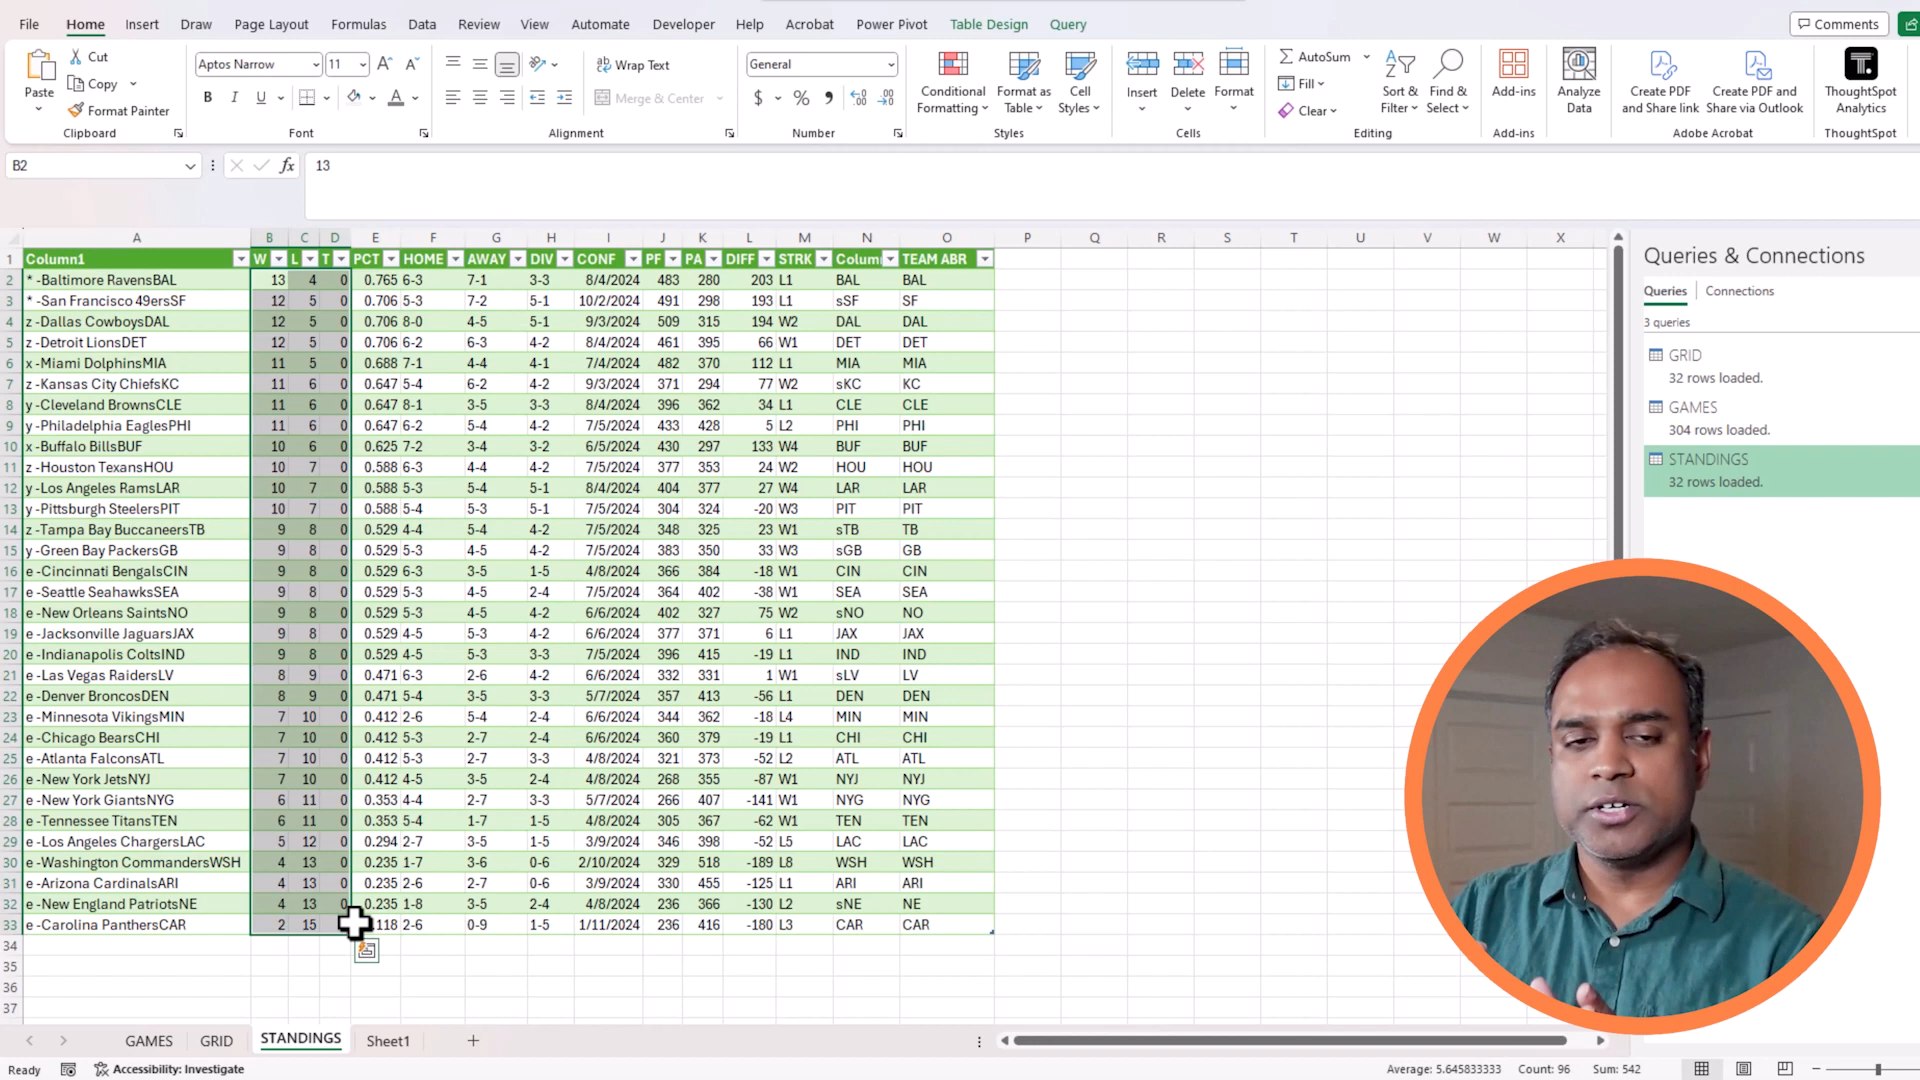 File Home Insert Draw Page Layout Formulas Data Review View Automate Developer Help Acrobat Power Pivot Table Design Query Comments
Paste Cut Copy Format Painter Clipboard
Aptos Narrow 11 B I U A Font
Wrap Text Merge & Center Alignment
General $ % Number
Conditional Formatting Format as Table Cell Styles Styles
Insert Delete Format Cells
AutoSum Fill Clear Sort & Filter Find & Select Editing
Add-ins Add-ins
Analyze Data
Create PDF and Share link Create PDF and Share via Outlook Adobe Acrobat
ThoughtSpot Analytics ThoughtSpot
B2 fx 13
A B C D E F G H I J K L M N O P Q R S T U V W X
1 Column1 W L T PCT HOME AWAY DIV CONF PF PA DIFF STRK Colum TEAM ABR
2 * -Baltimore RavensBAL 13 4 0 0.765 6-3 7-1 3-3 8/4/2024 483 280 203 L1 BAL BAL
3 * -San Francisco 49ersSF 12 5 0 0.706 5-3 7-2 5-1 10/2/2024 491 298 193 L1 sSF SF
4 z -Dallas CowboysDAL 12 5 0 0.706 8-0 4-5 5-1 9/3/2024 509 315 194 W2 DAL DAL
5 z -Detroit LionsDET 12 5 0 0.706 6-2 6-3 4-2 8/4/2024 461 395 66 W1 DET DET
6 x -Miami DolphinsMIA 11 5 0 0.688 7-1 4-4 4-1 7/4/2024 482 370 112 L1 MIA MIA
7 z -Kansas City ChiefsKC 11 6 0 0.647 5-4 6-2 4-2 9/3/2024 371 294 77 W2 sKC KC
8 y -Cleveland BrownsCLE 11 6 0 0.647 8-1 3-5 3-3 8/4/2024 396 362 34 L1 CLE CLE
9 y -Philadelphia EaglesPHI 11 6 0 0.647 6-2 5-4 4-2 7/5/2024 433 428 5 L2 PHI PHI
10 x -Buffalo BillsBUF 10 6 0 0.625 7-2 3-4 3-2 6/5/2024 430 297 133 W4 BUF BUF
11 z -Houston TexansHOU 10 7 0 0.588 6-3 4-4 4-2 7/5/2024 377 353 24 W2 HOU HOU
12 y -Los Angeles RamsLAR 10 7 0 0.588 5-3 5-4 5-1 8/4/2024 404 377 27 W4 LAR LAR
13 y -Pittsburgh SteelersPIT 10 7 0 0.588 5-4 5-3 5-1 7/5/2024 304 324 -20 W3 PIT PIT
14 z -Tampa Bay BuccaneersTB 9 8 0 0.529 4-4 5-4 4-2 7/5/2024 348 325 23 W1 sTB TB
15 y -Green Bay PackersGB 9 8 0 0.529 5-3 4-5 4-2 7/5/2024 383 350 33 W3 sGB GB
16 e -Cincinnati BengalsCIN 9 8 0 0.529 6-3 3-5 1-5 4/8/2024 366 384 -18 W1 CIN CIN
17 e -Seattle SeahawksSEA 9 8 0 0.529 5-3 4-5 2-4 7/5/2024 364 402 -38 W1 SEA SEA
18 e -New Orleans SaintsNO 9 8 0 0.529 5-3 4-5 4-2 6/6/2024 402 327 75 W2 sNO NO
19 e -Jacksonville JaguarsJAX 9 8 0 0.529 4-5 5-3 4-2 6/6/2024 377 371 6 L1 JAX JAX
20 e -Indianapolis ColtsIND 9 8 0 0.529 4-5 5-3 3-3 7/5/2024 396 415 -19 L1 IND IND
21 e -Las Vegas RaidersLV 8 9 0 0.471 6-3 2-6 4-2 6/6/2024 332 331 1 W1 sLV LV
22 e -Denver BroncosDEN 8 9 0 0.471 5-4 3-5 3-3 5/7/2024 357 413 -56 L1 DEN DEN
23 e -Minnesota VikingsMIN 7 10 0 0.412 2-6 5-4 2-4 6/6/2024 344 362 -18 L4 MIN MIN
24 e -Chicago BearsCHI 7 10 0 0.412 5-3 2-7 2-4 6/6/2024 360 379 -19 L1 CHI CHI
25 e -Atlanta FalconsATL 7 10 0 0.412 5-3 2-7 3-3 4/8/2024 321 373 -52 L2 ATL ATL
26 e -New York JetsNYJ 7 10 0 0.412 4-5 3-5 2-4 4/8/2024 268 355 -87 W1 NYJ NYJ
27 e -New York GiantsNYG 6 11 0 0.353 4-4 2-7 3-3 5/7/2024 266 407 -141 W1 NYG NYG
28 e -Tennessee TitansTEN 6 11 0 0.353 5-4 1-7 1-5 4/8/2024 305 367 -62 W1 TEN TEN
29 e -Los Angeles ChargersLAC 5 12 0 0.294 2-7 3-5 1-5 3/9/2024 346 398 -52 L5 LAC LAC
30 e -Washington CommandersWSH 4 13 0 0.235 1-7 3-6 0-6 2/10/2024 329 518 -189 L8 WSH WSH
31 e -Arizona CardinalsARI 4 13 0 0.235 2-6 2-7 0-6 3/9/2024 330 455 -125 L1 ARI ARI
32 e -New England PatriotsNE 4 13 0 0.235 1-8 3-5 2-4 4/8/2024 236 366 -130 L2 sNE NE
33 e -Carolina PanthersCAR 2 15 118 2-6 0-9 1-5 1/11/2024 236 416 -180 L3 CAR CAR
34
35
36
37
Queries & Connections
Queries Connections
3 queries
GRID
32 rows loaded.
GAMES
304 rows loaded.
STANDINGS
32 rows loaded.
GAMES GRID STANDINGS Sheet1 +
Ready Accessibility: Investigate Average: 5.645833333 Count: 96 Sum: 542